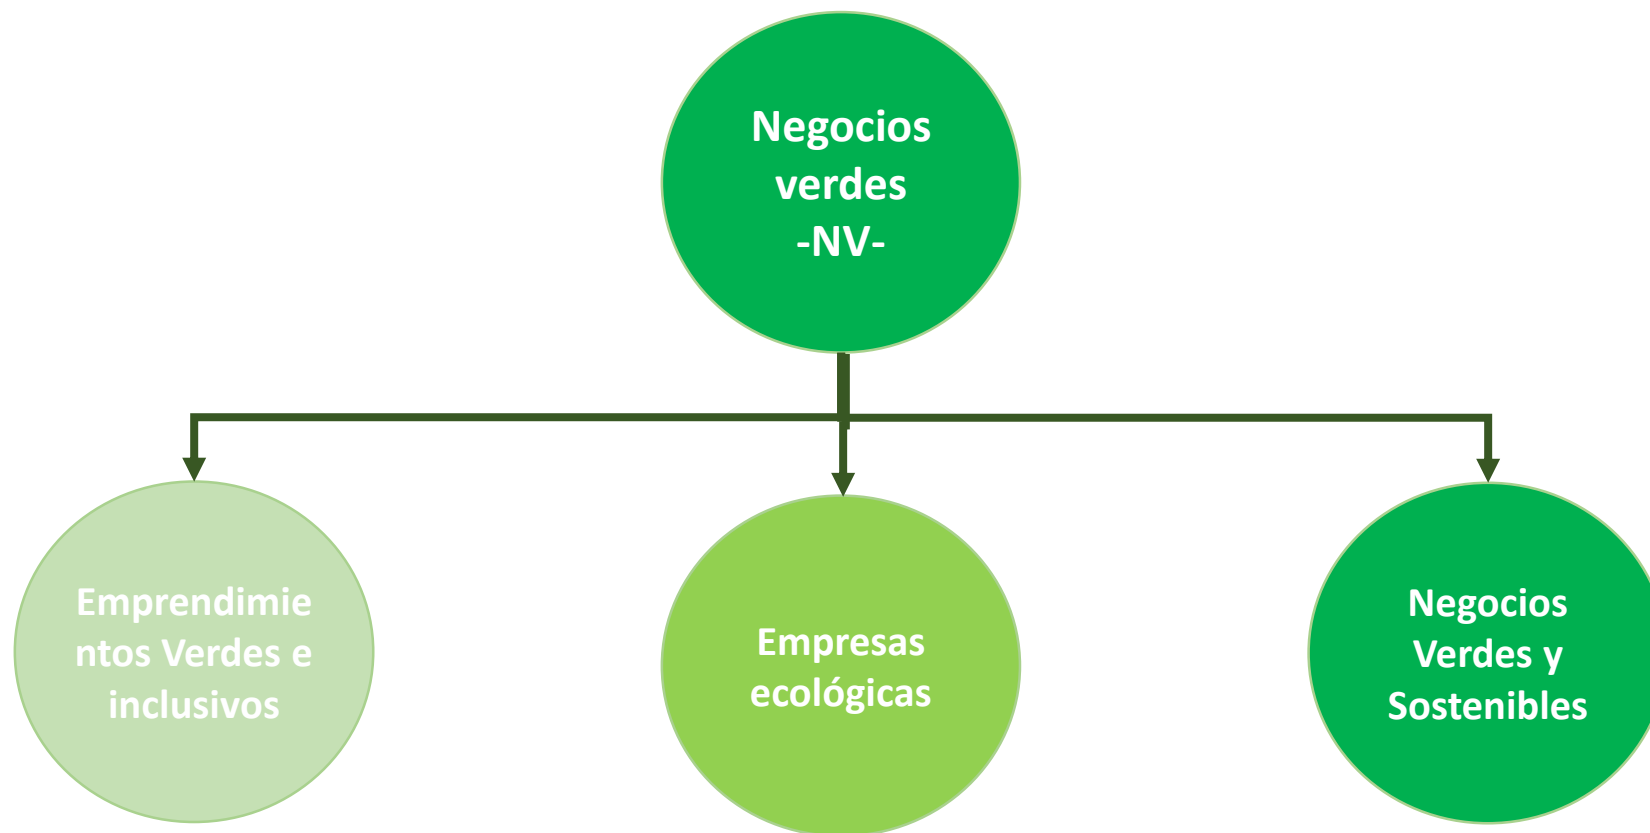 Negocios
verdes
-NV-
Emprendimie
ntos Verdes e
inclusivos
Empresas
ecológicas
Negocios
Verdes y
Sostenibles